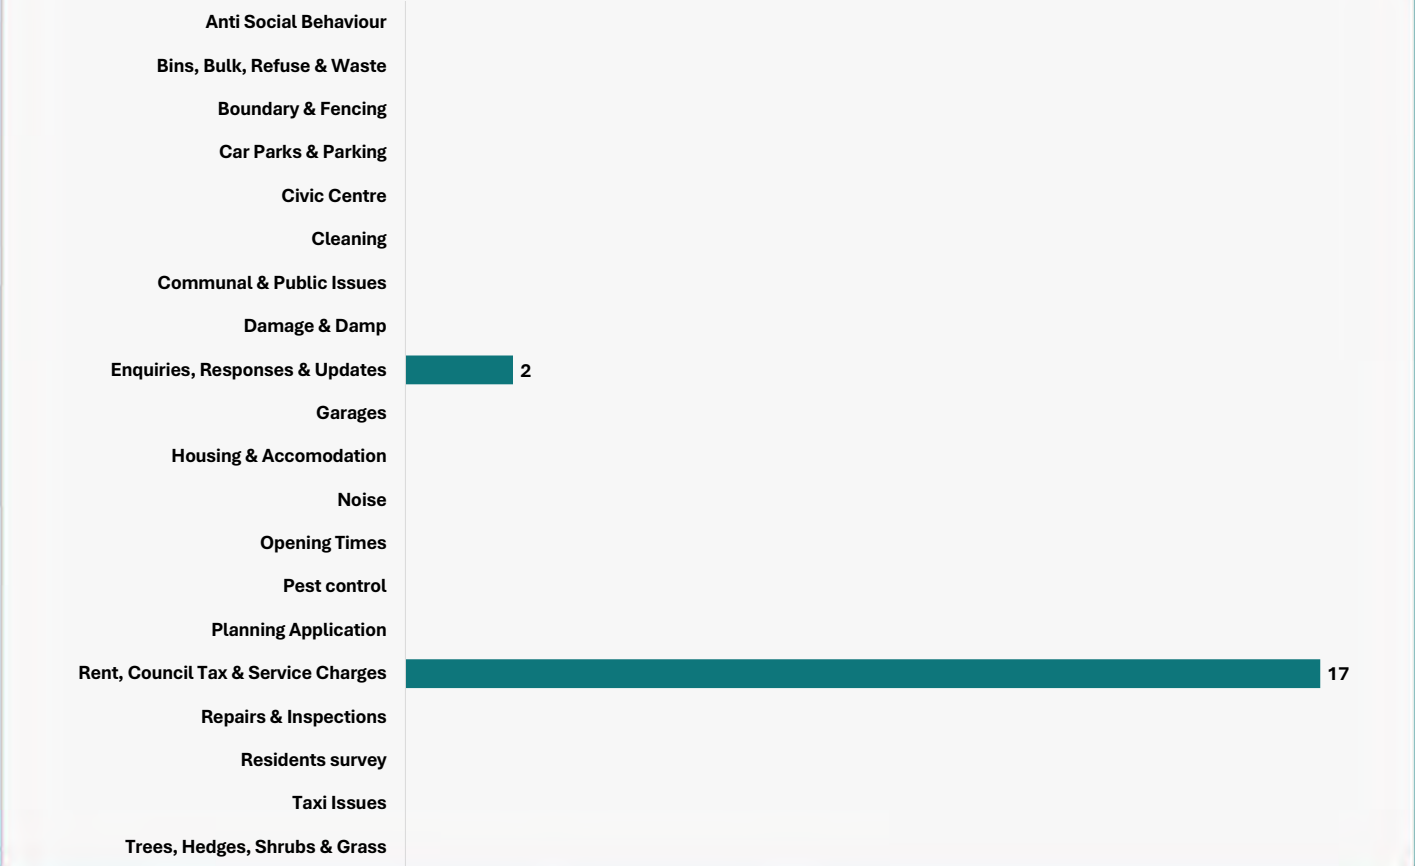 Anti Social Behaviour
Bins, Bulk, Refuse & Waste
Boundary & Fencing
Car Parks & Parking
Civic Centre
Cleaning
Communal & Public Issues
Damage & Damp
Enquiries, Responses & Updates 2
Garages
Housing & Accomodation
Noise
Opening Times
Pest control
Planning Application
Rent, Council Tax & Service Charges 17
Repairs & Inspections
Residents survey
Taxi Issues
Trees, Hedges, Shrubs & Grass